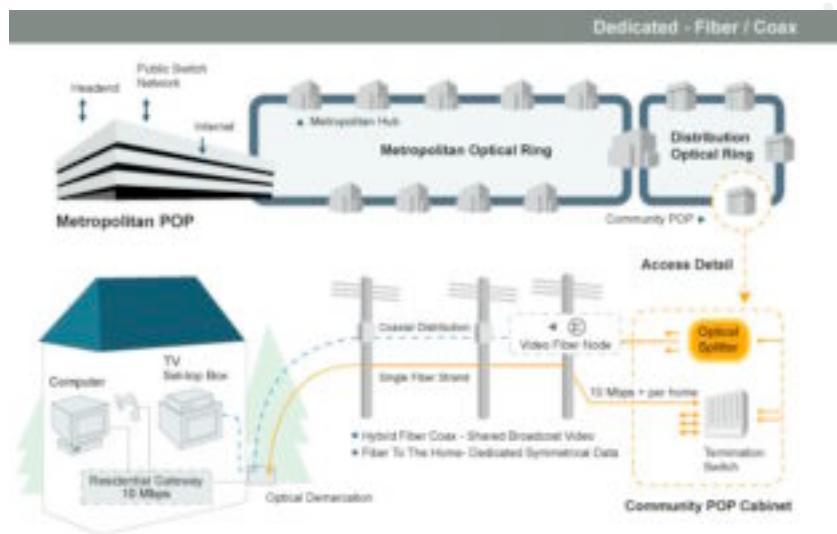 Dedicated - Fiber / Coax
Headend
Public Switch
Network
Internet
Metropolitan Hub
Metropolitan Optical Ring
Distribution
Optical Ring
Metropolitan POP
Community POP
Access Detail
Coaxial Distribution
Video Fiber Node
Optical
Splitter
TV
Set-top Box
Computer
Single Fiber Strand
10 Mbps + per home
Hybrid Fiber Coax - Shared Broadcast Video
Fiber To The Home- Dedicated Symmetrical Data
Termination
Switch
Residential Gateway
10 Mbps
Optical Demarcation
Community POP Cabinet